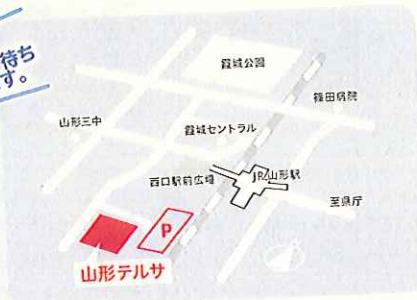 待ち
す。
霞城公園
篠田病院
山形三中
霞城セントラル
西口駅前広場
JR山形駅
至県庁
P
山形テルサ